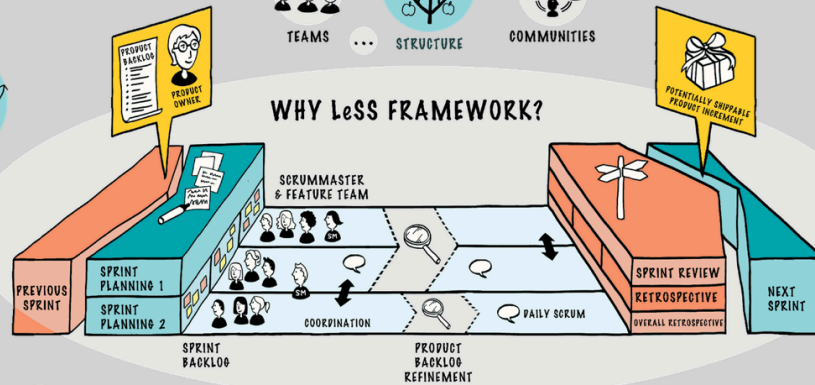 TEAMS
...
STRUCTURE
COMMUNITIES
PRODUCT
BACKLOG
PRODUCT
OWNER
POTENTIALLY SHIPPABLE
PRODUCT INCREMENT
WHY LeSS FRAMEWORK?
SCRUMMASTER
& FEATURE TEAM
SM
SM
PREVIOUS
SPRINT
SPRINT
PLANNING 1
SPRINT
PLANNING 2
COORDINATION
DAILY SCRUM
SPRINT REVIEW
RETROSPECTIVE
OVERALL RETROSPECTIVE
NEXT
SPRINT
SPRINT
BACKLOG
PRODUCT
BACKLOG
REFINEMENT